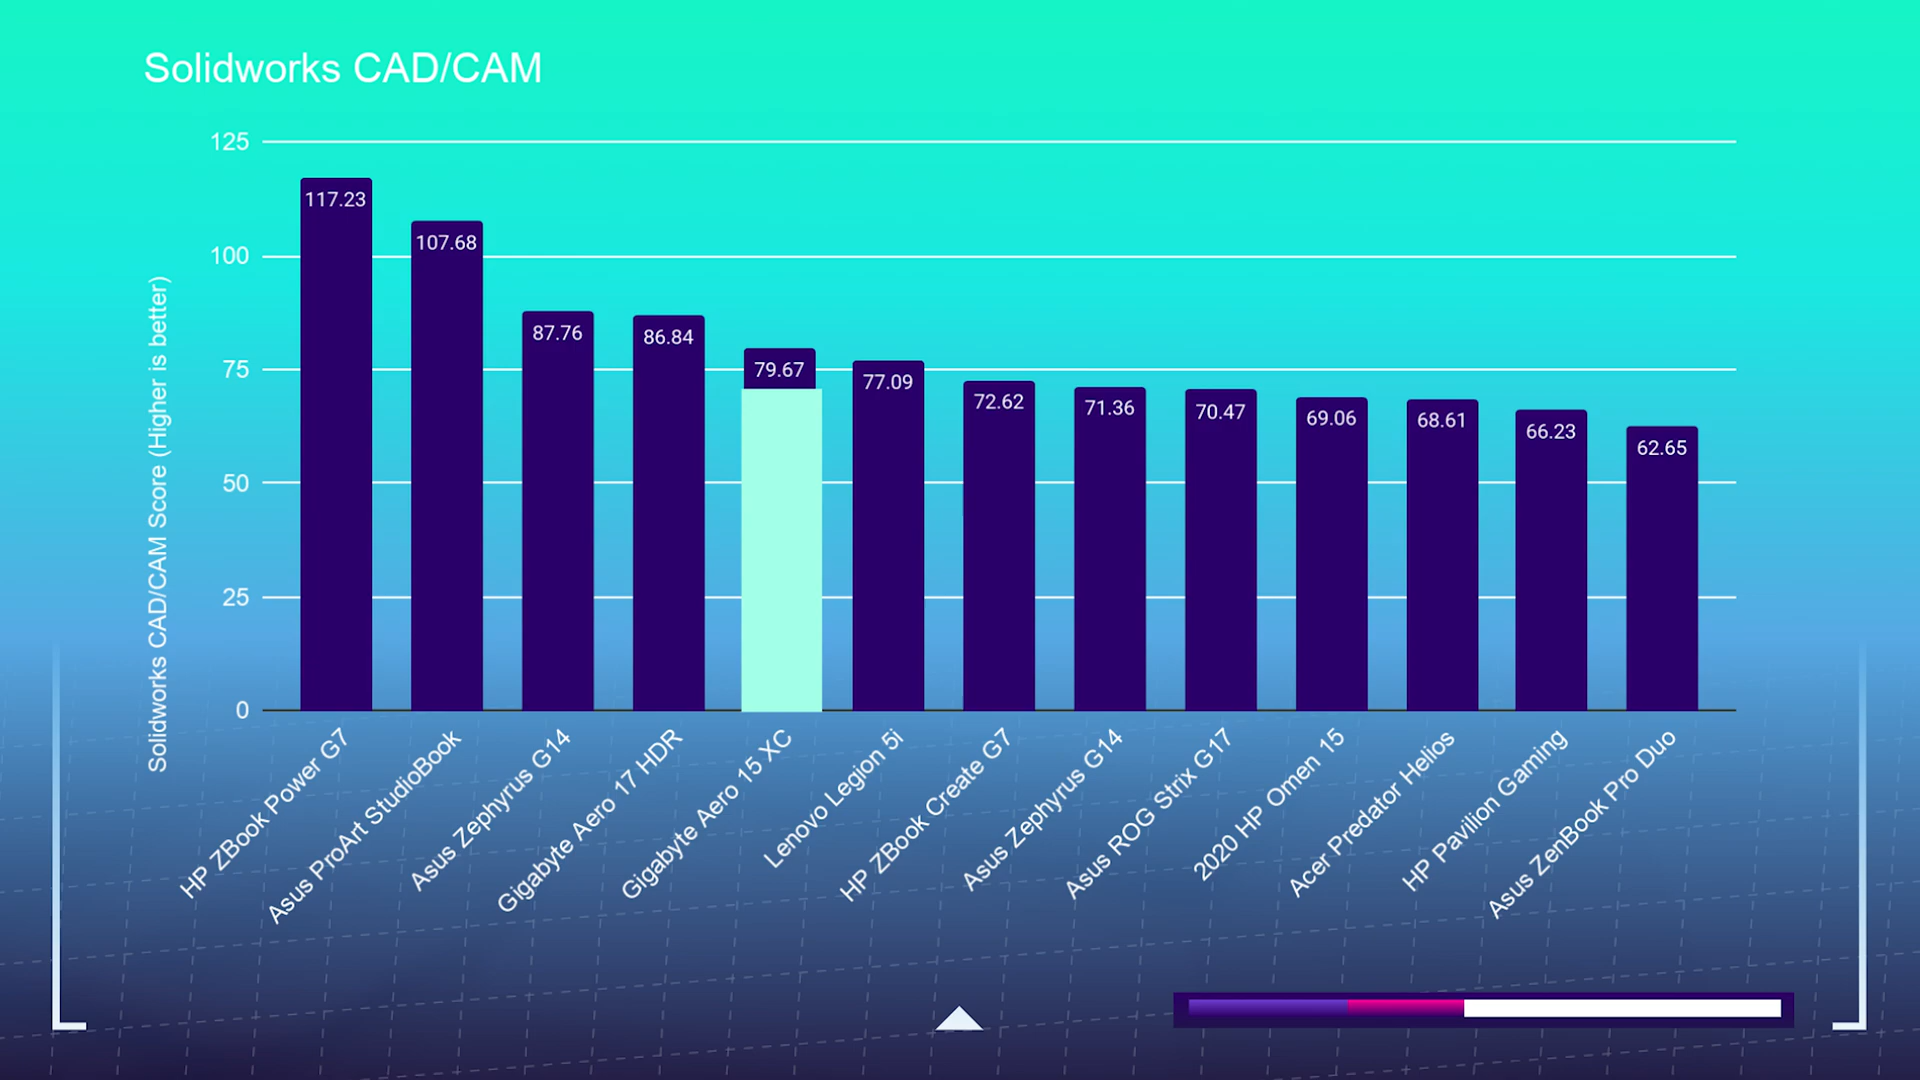 Solidworks CAD/CAM
Solidworks CAD/CAM Score (Higher is better)
125
100
75
50
25
0
117.23
107.68
87.76
86.84
79.67
77.09
72.62
71.36
70.47
69.06
68.61
66.23
62.65
HP ZBook Power G7
Asus ProArt StudioBook
Asus Zephyrus G14
Gigabyte Aero 17 HDR
Gigabyte Aero 15 XC
Lenovo Legion 5i
HP ZBook Create G7
Asus Zephyrus G14
Asus ROG Strix G17
2020 HP Omen 15
Acer Predator Helios
HP Pavilion Gaming
Asus ZenBook Pro Duo